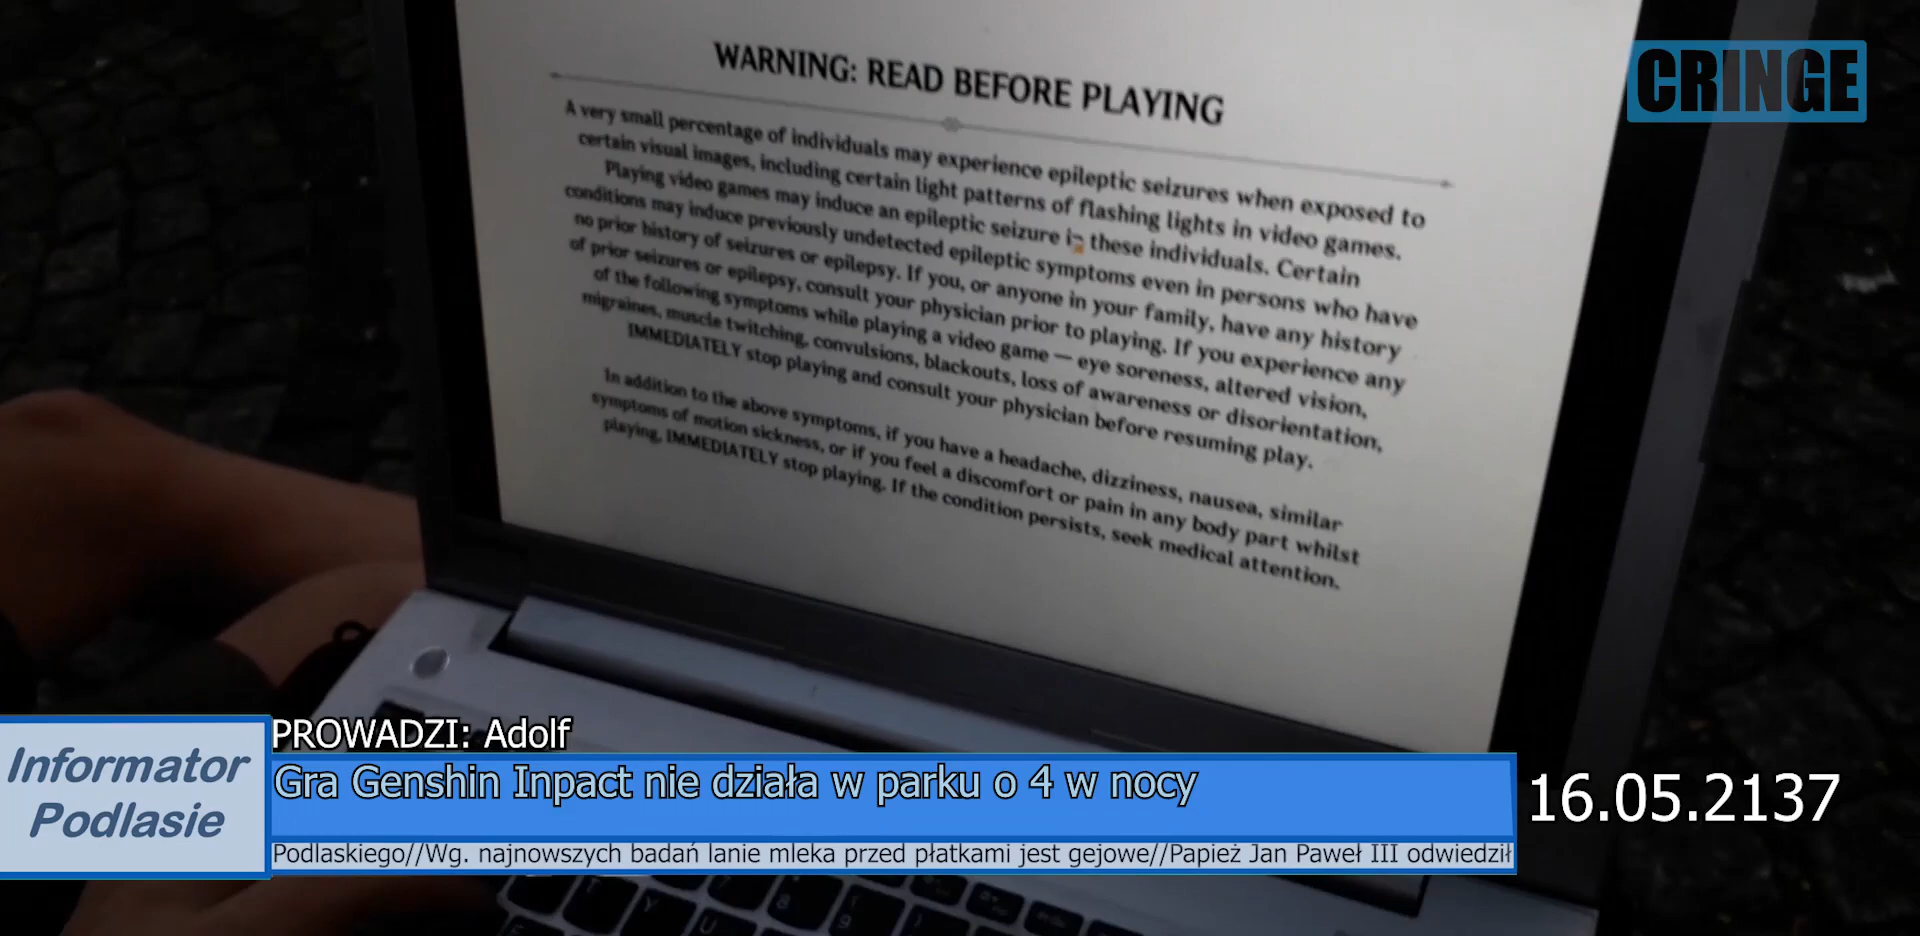 WARNING: READ BEFORE PLAYING
CRINGE
A very small percentage of individuals may experience epileptic seizures when exposed to
certain visual images, including certain light patterns of flashing lights in video games.
Playing video games may induce an epileptic seizure in these individuals. Certain
conditions may induce previously undetected epileptic symptoms even in persons who have
no prior history of seizures or epilepsy. If you, or anyone in your family, have any history
of prior seizures or epilepsy, consult your physician prior to playing. If you experience any
of the following symptoms while playing a video game — eye soreness, altered vision,
migraines, muscle twitching, convulsions, blackouts, loss of awareness or disorientation,
IMMEDIATELY stop playing and consult your physician before resuming play.
In addition to the above symptoms, if you have a headache, dizziness, nausea, similar
symptoms of motion sickness, or if you feel a discomfort or pain in any body part whilst
playing, IMMEDIATELY stop playing. If the condition persists, seek medical attention.
PROWADZI: Adolf
Informator
Podlasie
Gra Genshin Inpact nie działa w parku o 4 w nocy
16.05.2137
Podlaskiego//Wg. najnowszych badań lanie mleka przed płatkami jest gejowe//Papież Jan Paweł III odwiedził